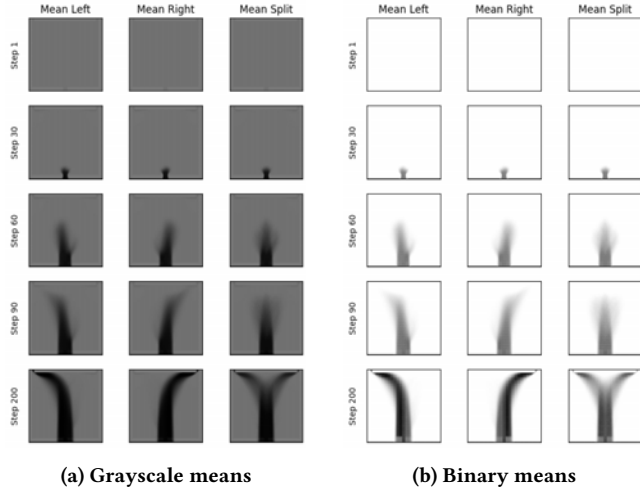 Mean Left Mean Right Mean Split
Step 1
Step 30
Step 60
Step 90
Step 200
(a) Grayscale means
Mean Left Mean Right Mean Split
Step 1
Step 30
Step 60
Step 90
Step 200
(b) Binary means